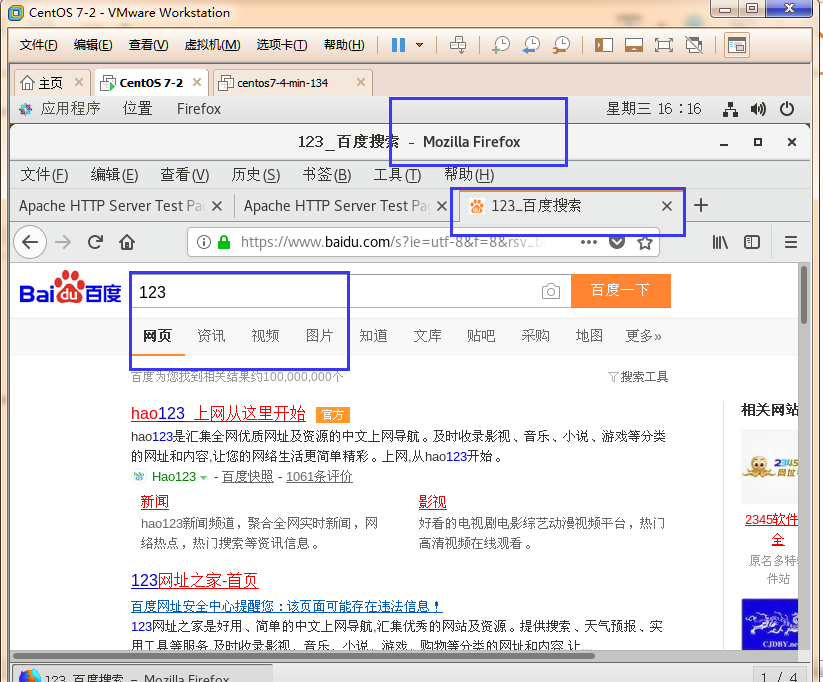 CentOS 7-2 - VMware Workstation
文件(F) 编辑(E) 查看(V) 虚拟机(M) 选项卡(T) 帮助(H)
主页 CentOS 7-2 centos7-4-min-134
应用程序 位置 Firefox 星期三 16：16
123_百度搜索 - Mozilla Firefox
文件(F) 编辑(E) 查看(V) 历史(S) 书签(B) 工具(T) 帮助(H)
Apache HTTP Server Test Pa Apache HTTP Server Test Pa 123_百度搜索
https://www.baidu.com/s?ie=utf-8&f=8&rsv_b
Bai du 百度 123 百度一下
网页 资讯 视频 图片 知道 文库 贴吧 采购 地图 更多»
百度为您找到相关结果约100,000,000个 搜索工具
hao123_上网从这里开始 官方 相关网站
hao123是汇集全网优质网址及资源的中文上网导航。及时收录影视、音乐、小说、游戏等分类
的网址和内容,让您的网络生活更简单精彩。上网,从hao123开始。
Hao123 - 百度快照 - 1061条评价
2345
网址
新闻 影视
hao123新闻频道，聚合全网实时新闻，网
络热点，热门搜索等资讯信息。
好看的电视剧电影综艺动漫视频平台，热门
高清视频在线观看。
2345软件
全
原名多特
件站
123网址之家-首页
百度网址安全中心提醒您：该页面可能存在违法信息！
123网址之家是好用、简单的中文上网导航,汇集优秀的网站及资源。提供搜索、天气预报、实
用工具等服务,及时收录影视、音乐、小说、游戏、购物等分类的网址和内容,让...
CJDBY.ne
123_百度搜索 - Mozilla Firefox 1 / 4